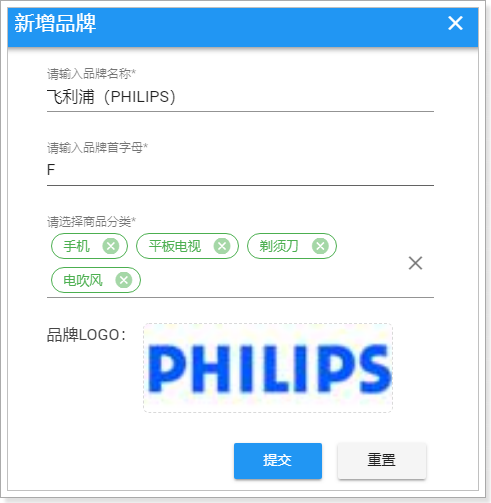 新增品牌
请输入品牌名称*
飞利浦（PHILIPS）
请输入品牌首字母*
F
请选择商品分类*
手机 平板电视 剃须刀
电吹风
品牌LOGO：
PHILIPS
提交 重置